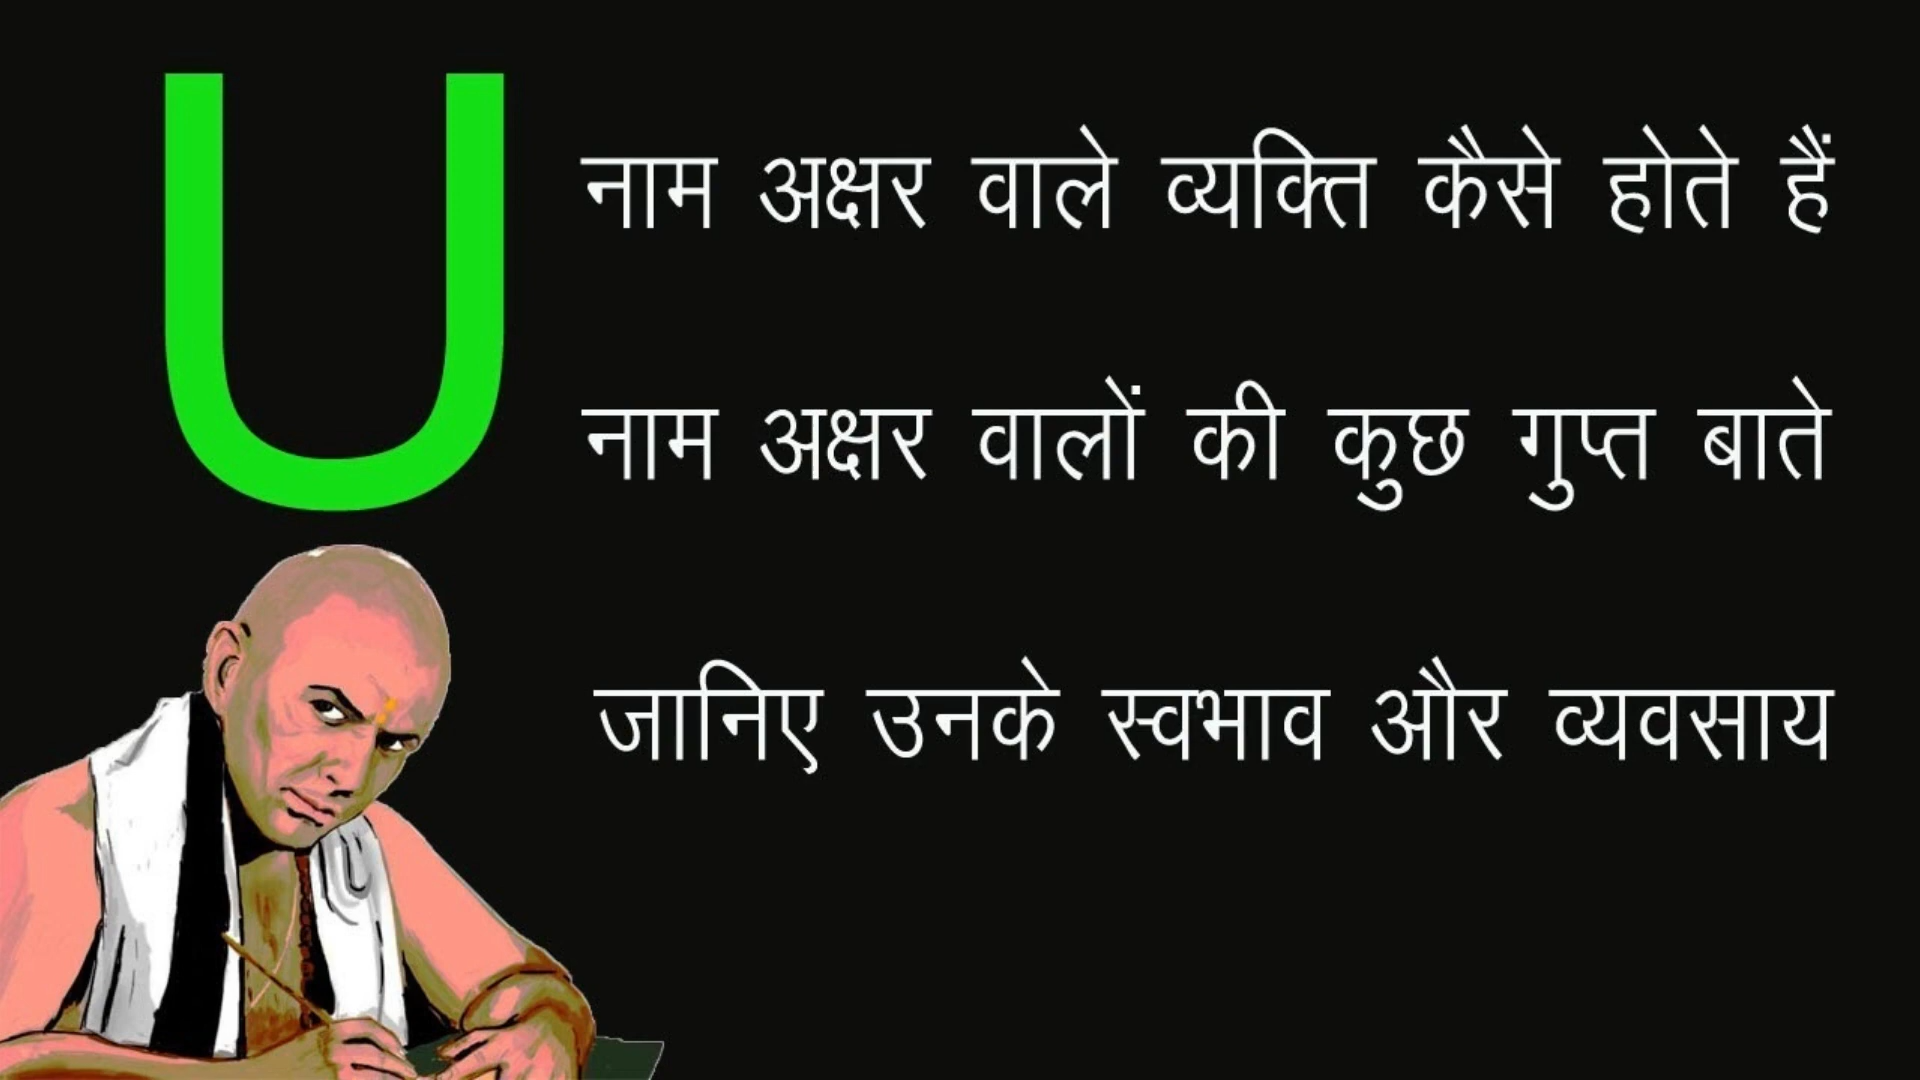 U
नाम अक्षर वाले व्यक्ति कैसे होते हैं
नाम अक्षर वालों की कुछ गुप्त बाते
जानिए उनके स्वभाव और व्यवसाय